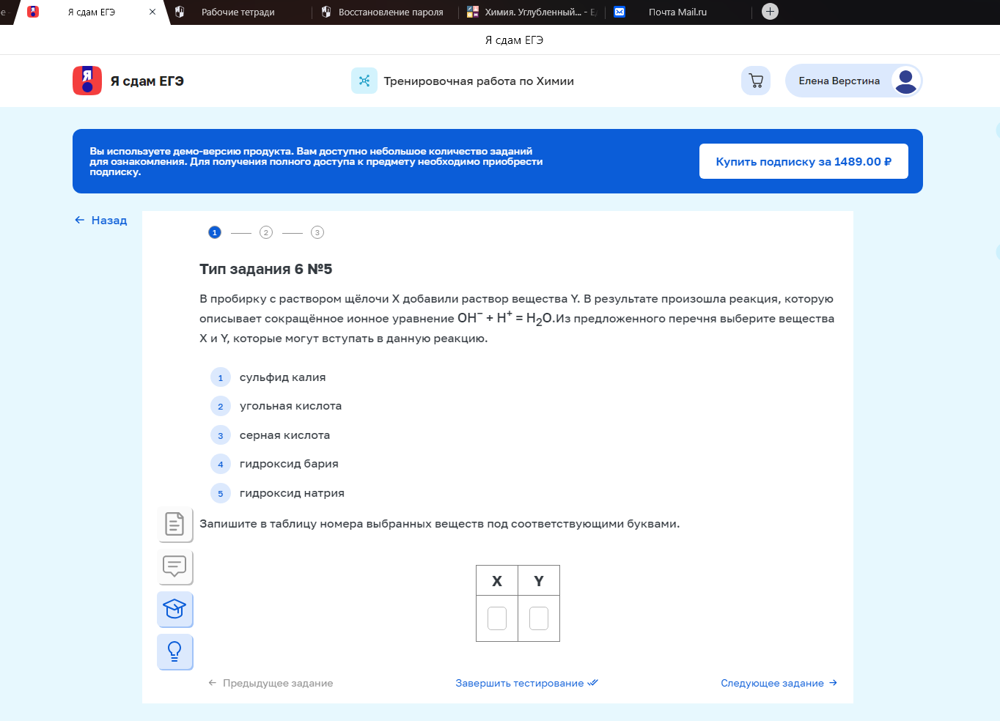 е -
Я сдам ЕГЭ
Рабочие тетради
Восстановление пароля
Химия. Углубленный... - Е
Почта Mail.ru
Я сдам ЕГЭ
Я сдам ЕГЭ
Тренировочная работа по Химии
Елена Верстина
Вы используете демо-версию продукта. Вам доступно небольшое количество заданий
для ознакомления. Для получения полного доступа к предмету необходимо приобрести
подписку.
Купить подписку за 1489.00 ₽
← Назад
1 2 3
Тип задания 6 №5
В пробирку с раствором щёлочи X добавили раствор вещества Y. В результате произошла реакция, которую
описывает сокращённое ионное уравнение OH⁻ + H⁺ = H₂O.Из предложенного перечня выберите вещества
X и Y, которые могут вступать в данную реакцию.
1 сульфид калия
2 угольная кислота
3 серная кислота
4 гидроксид бария
5 гидроксид натрия
Запишите в таблицу номера выбранных веществ под соответствующими буквами.
X Y
← Предыдущее задание
Завершить тестирование
Следующее задание →